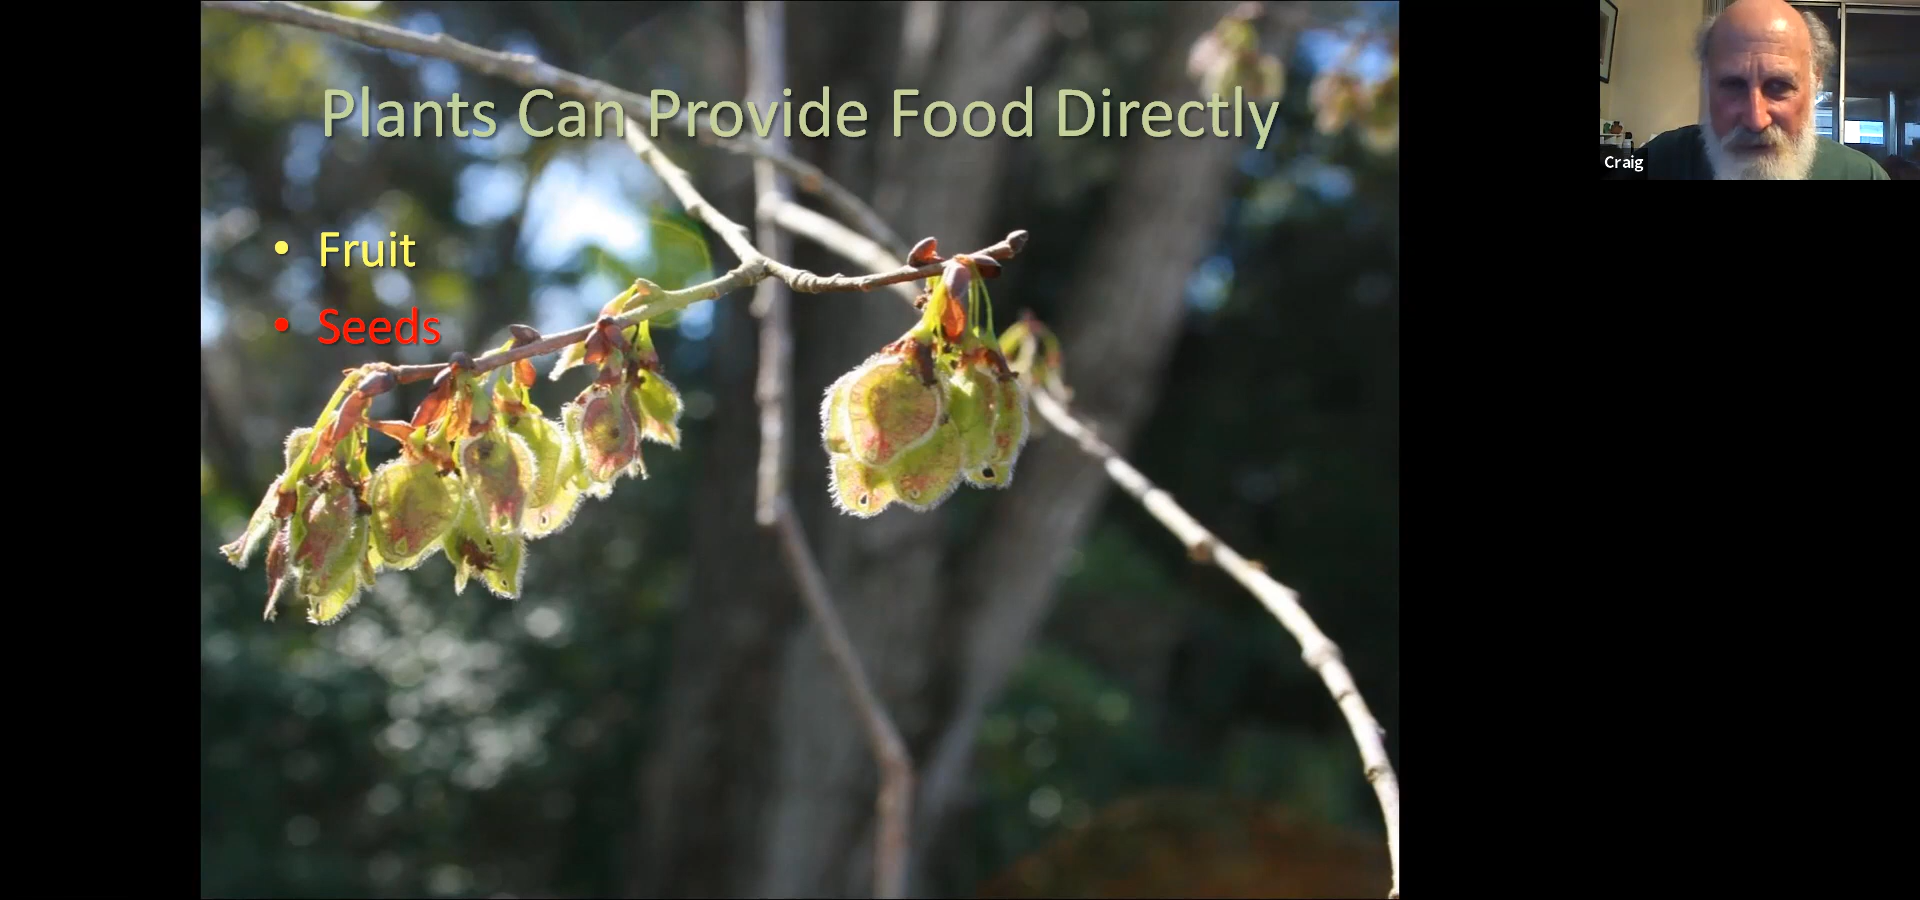 Plants Can Provide Food Directly
• Fruit
• Seeds
Craig